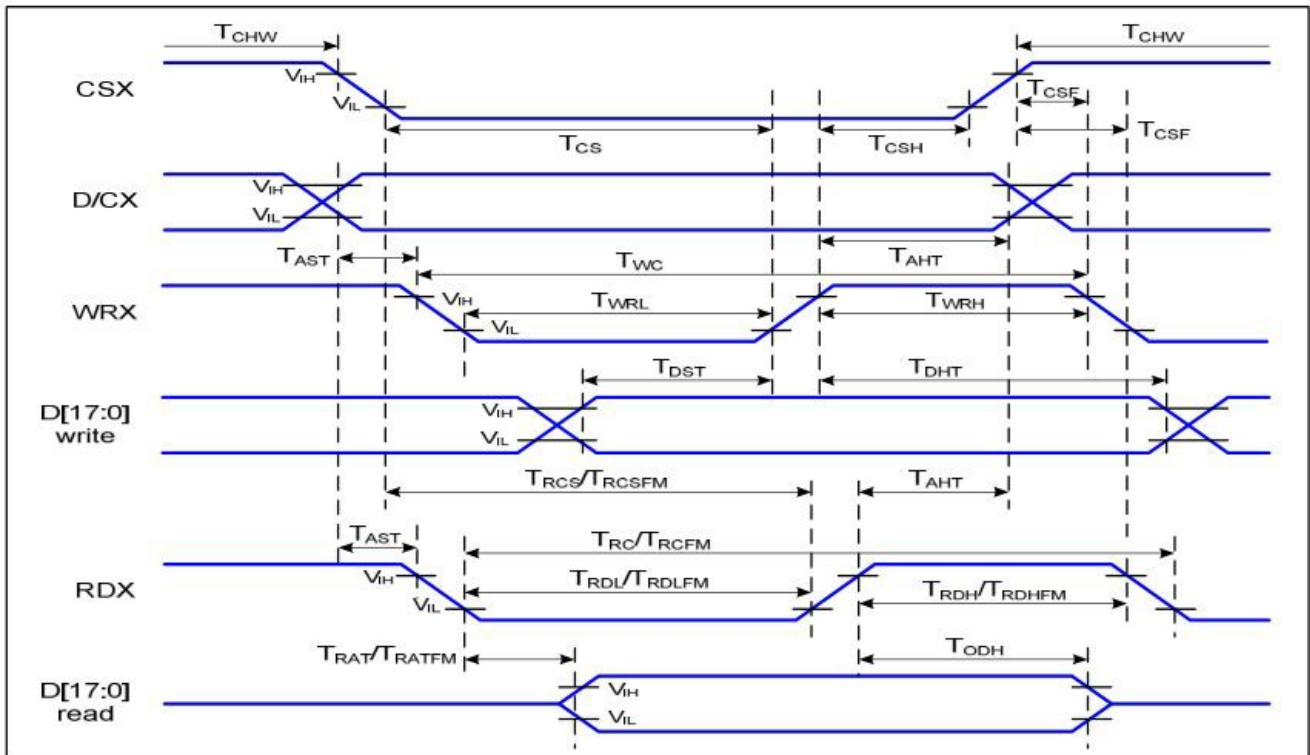 TCHW TCHW
CSX VIH VIL TCSF
TCS TCSH TCSF
D/CX VIH VIL
TAST TWC TAHT
WRX VIH TWRL TWRH
VIL
TDST TDHT
D[17:0] VIH
write VIL
TRCS/TRCSFM TAHT
TAST TRC/TRCFM
RDX VIH TRDL/TRDLFM TRDH/TRDHFM
VIL
TRAT/TRATFM TODH
D[17:0] VIH
read VIL